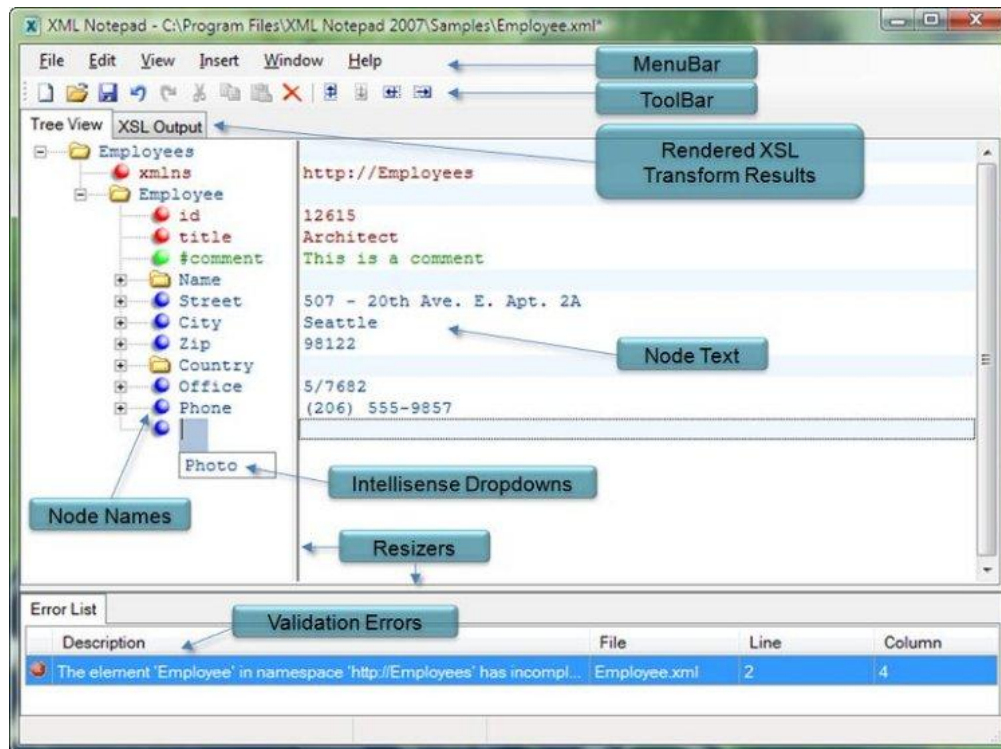 XML Notepad - C:\Program Files\XML Notepad 2007\Samples\Employee.xml*
File Edit View Insert Window Help
MenuBar
ToolBar
Tree View XSL Output
Rendered XSL
Transform Results
Employees
xmlns http://Employees
Employee
id 12615
title Architect
#comment This is a comment
Name
Street 507 - 20th Ave. E. Apt. 2A
City Seattle
Zip 98122
Node Text
Country
Office 5/7682
Phone (206) 555-9857
Photo
Intellisense Dropdowns
Node Names
Resizers
Error List
Validation Errors
Description File Line Column
The element 'Employee' in namespace 'http://Employees' has incompl... Employee.xml 2 4